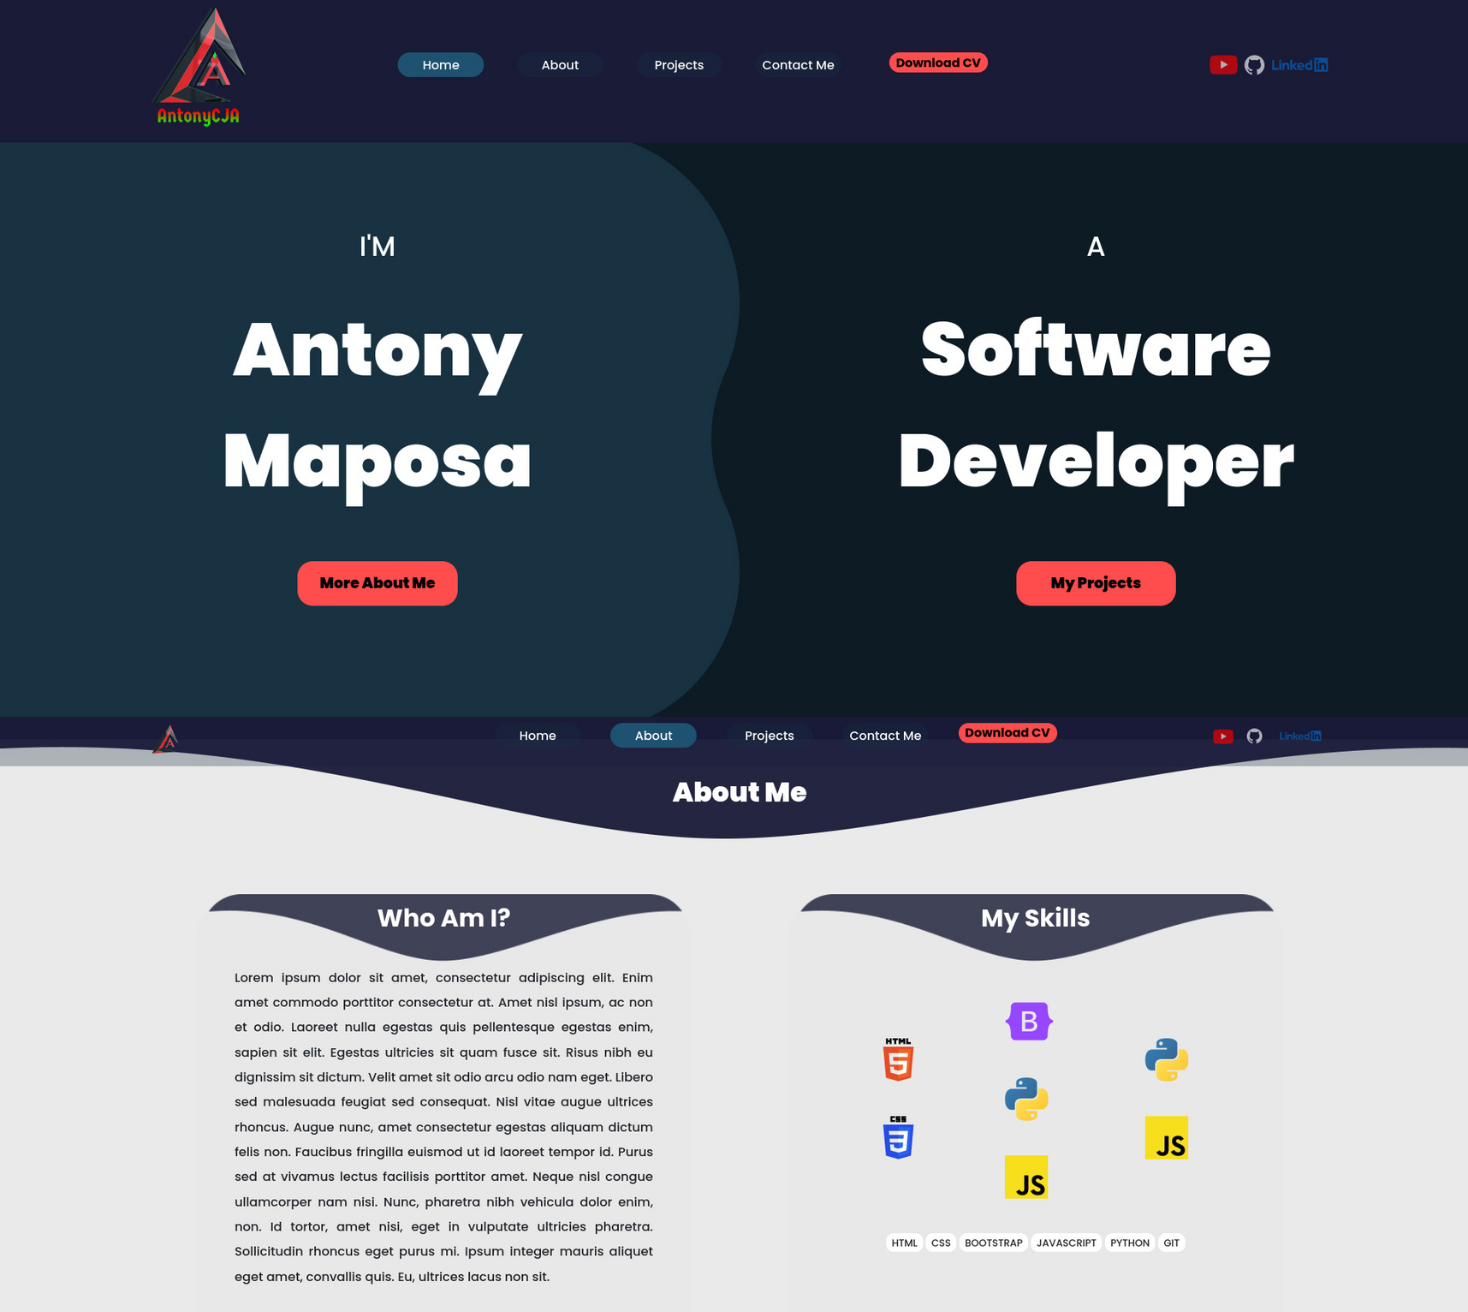 AntonyCJA
Home
About
Projects
Contact Me
Download CV
Linked in
I'M
Antony
Maposa
More About Me
A
Software
Developer
My Projects
Home
About
Projects
Contact Me
Download CV
Linked in
About Me
Who Am I?
Lorem ipsum dolor sit amet, consectetur adipiscing elit. Enim
amet commodo porttitor consectetur at. Amet nisl ipsum, ac non
et odio. Laoreet nulla egestas quis pellentesque egestas enim,
sapien sit elit. Egestas ultricies sit quam fusce sit. Risus nibh eu
dignissim sit dictum. Velit amet sit odio arcu odio nam eget. Libero
sed malesuada feugiat sed consequat. Nisl vitae augue ultrices
rhoncus. Augue nunc, amet consectetur egestas aliquam dictum
felis non. Faucibus fringilla euismod ut id laoreet tempor id. Purus
sed at vivamus lectus facilisis porttitor amet. Neque nisl congue
ullamcorper nam nisi. Nunc, pharetra nibh vehicula dolor enim,
non. Id tortor, amet nisi, eget in vulputate ultricies pharetra.
Sollicitudin rhoncus eget purus mi. Ipsum integer mauris aliquet
eget amet, convallis quis. Eu, ultrices lacus non sit.
My Skills
B
HTML
5
CSS
3
JS
JS
HTML
CSS
BOOTSTRAP
JAVASCRIPT
PYTHON
GIT